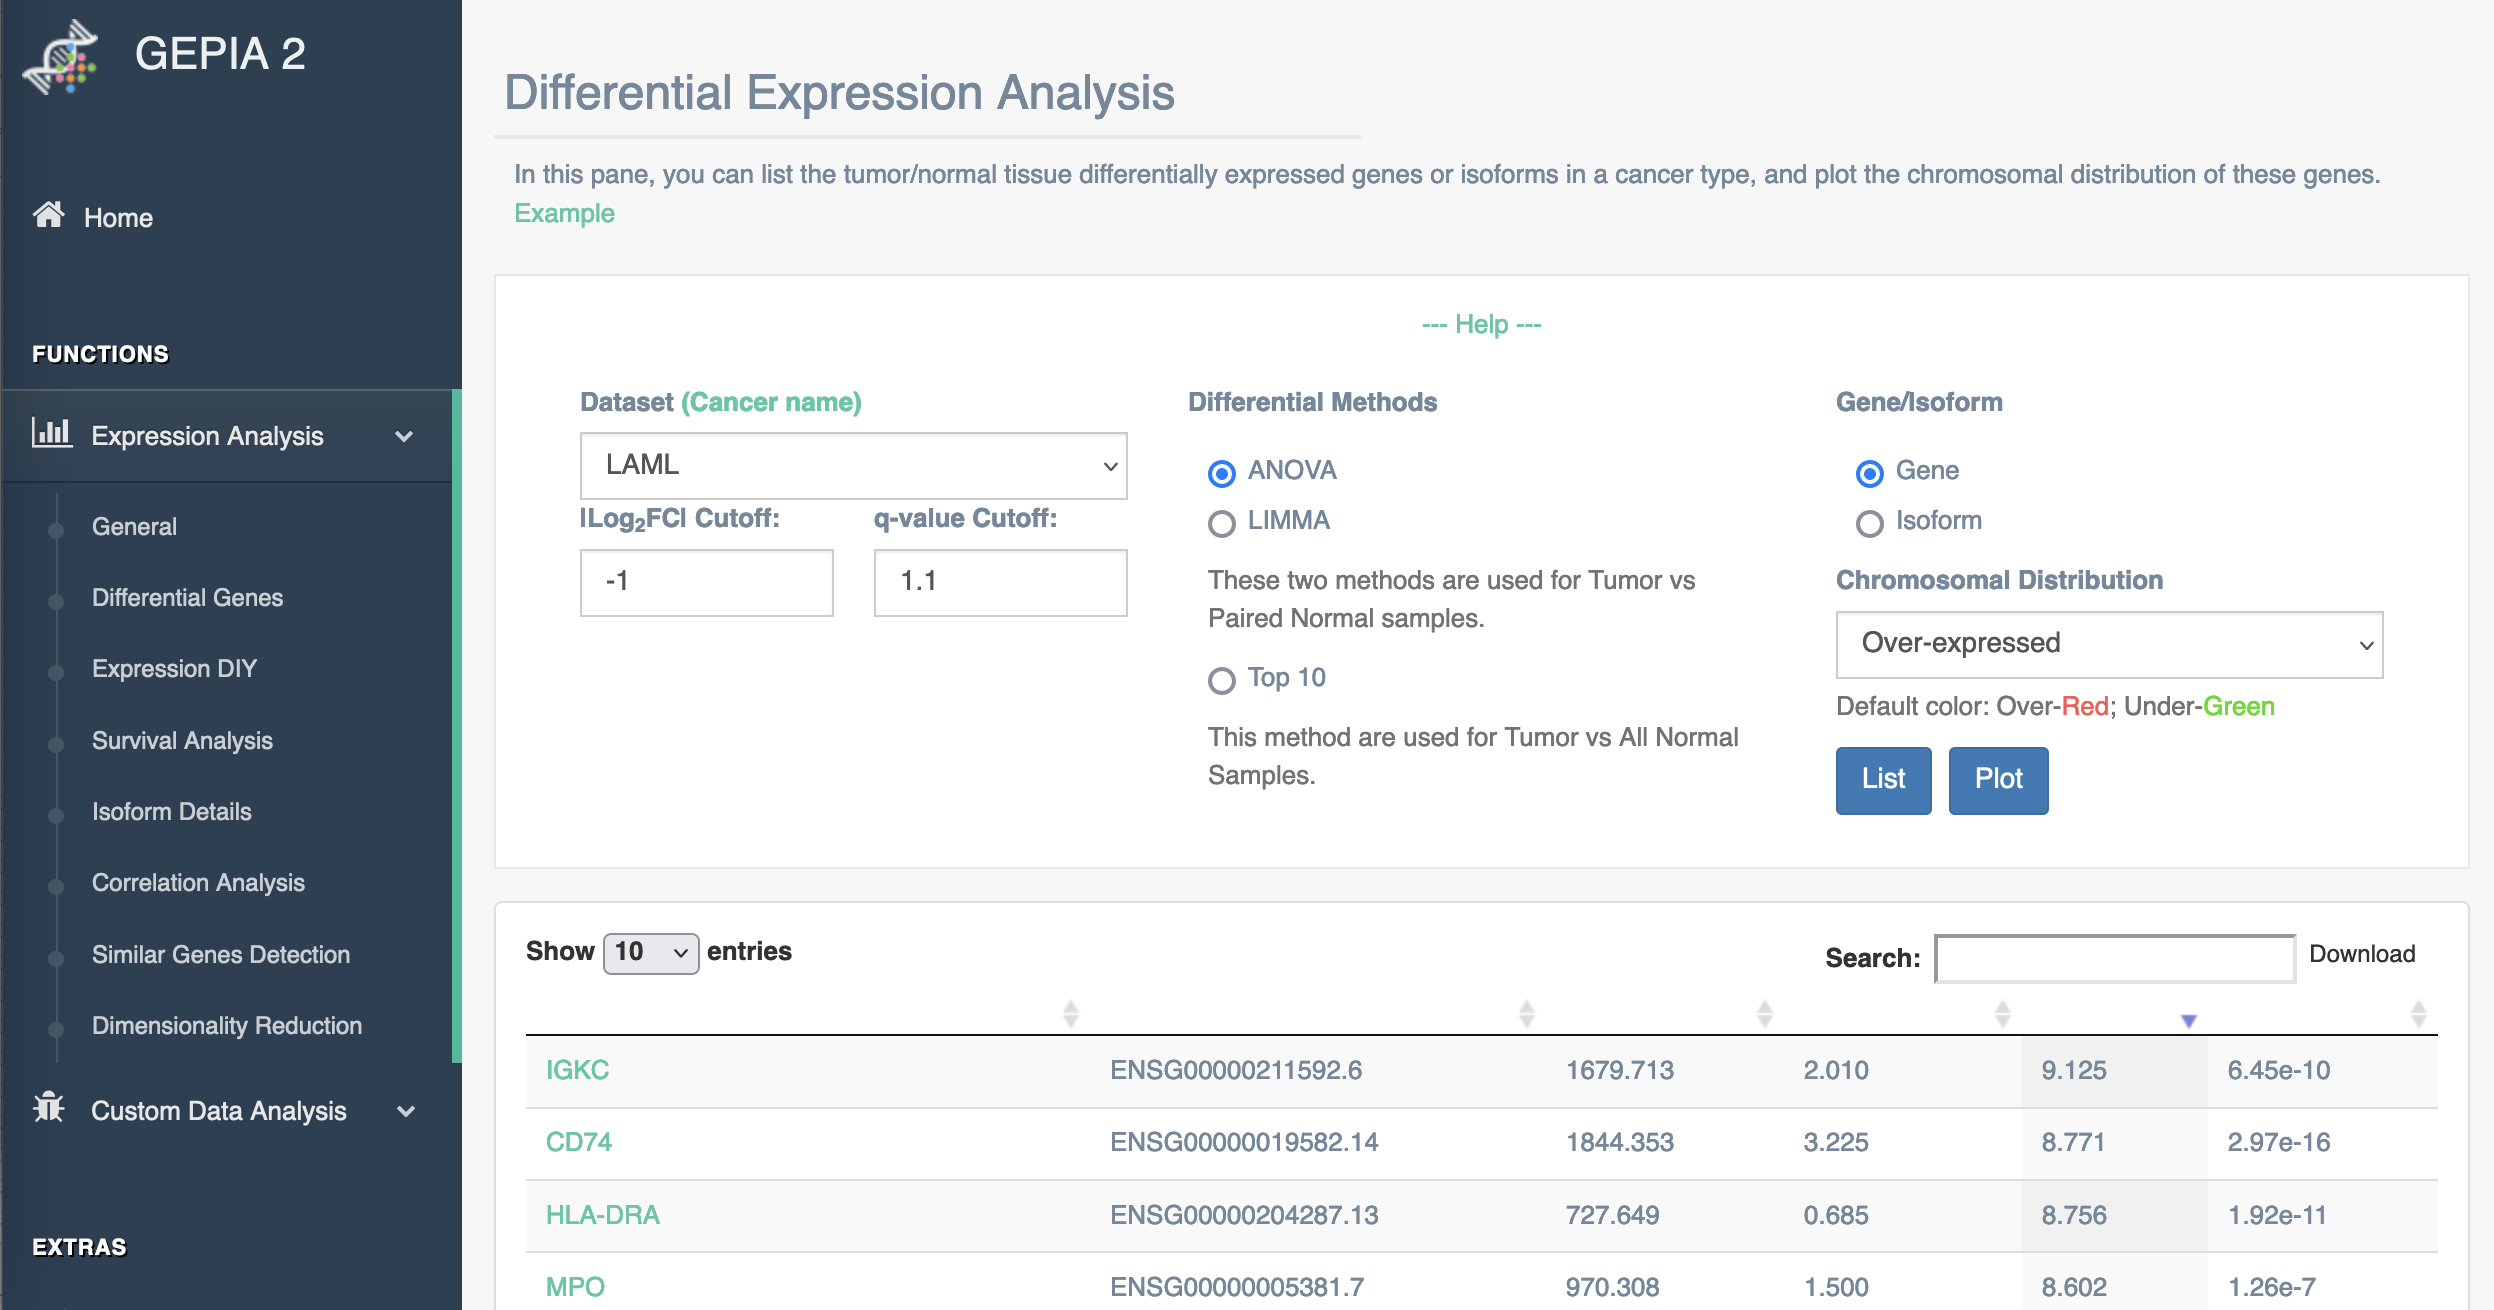 GEPIA 2
Home
FUNCTIONS
Expression Analysis
General
Differential Genes
Expression DIY
Survival Analysis
Isoform Details
Correlation Analysis
Similar Genes Detection
Dimensionality Reduction
Custom Data Analysis
EXTRAS
Differential Expression Analysis
In this pane, you can list the tumor/normal tissue differentially expressed genes or isoforms in a cancer type, and plot the chromosomal distribution of these genes.
Example
--- Help ---
Dataset (Cancer name)
LAML
|Log₂FC| Cutoff: q-value Cutoff:
-1 1.1
Differential Methods
ANOVA
LIMMA
These two methods are used for Tumor vs
Paired Normal samples.
Top 10
This method are used for Tumor vs All Normal
Samples.
Gene/Isoform
Gene
Isoform
Chromosomal Distribution
Over-expressed
Default color: Over-Red; Under-Green
List Plot
Show 10 entries Search: Download
IGKC ENSG00000211592.6 1679.713 2.010 9.125 6.45e-10
CD74 ENSG00000019582.14 1844.353 3.225 8.771 2.97e-16
HLA-DRA ENSG00000204287.13 727.649 0.685 8.756 1.92e-11
MPO ENSG00000005381.7 970.308 1.500 8.602 1.26e-7